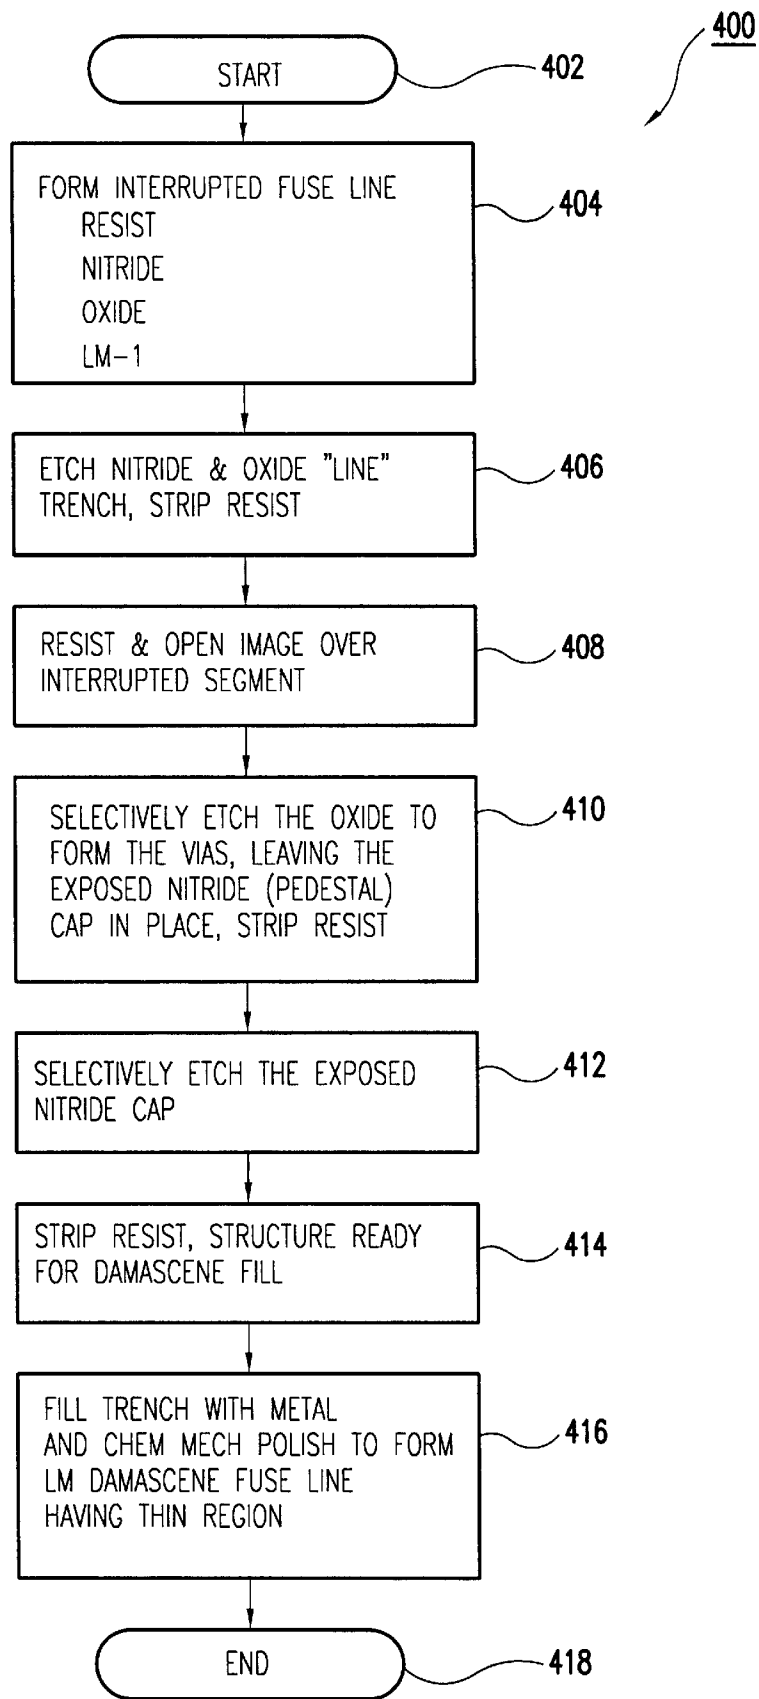 400
START
402
FORM INTERRUPTED FUSE LINE
RESIST
NITRIDE
OXIDE
LM-1
404
ETCH NITRIDE & OXIDE "LINE"
TRENCH, STRIP RESIST
406
RESIST & OPEN IMAGE OVER
INTERRUPTED SEGMENT
408
SELECTIVELY ETCH THE OXIDE TO
FORM THE VIAS, LEAVING THE
EXPOSED NITRIDE (PEDESTAL)
CAP IN PLACE, STRIP RESIST
410
SELECTIVELY ETCH THE EXPOSED
NITRIDE CAP
412
STRIP RESIST, STRUCTURE READY
FOR DAMASCENE FILL
414
FILL TRENCH WITH METAL
AND CHEM MECH POLISH TO FORM
LM DAMASCENE FUSE LINE
HAVING THIN REGION
416
END
418